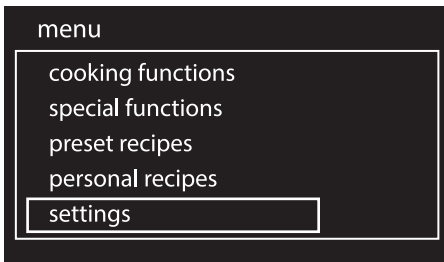 menu
cooking functions
special functions
preset recipes
personal recipes
settings